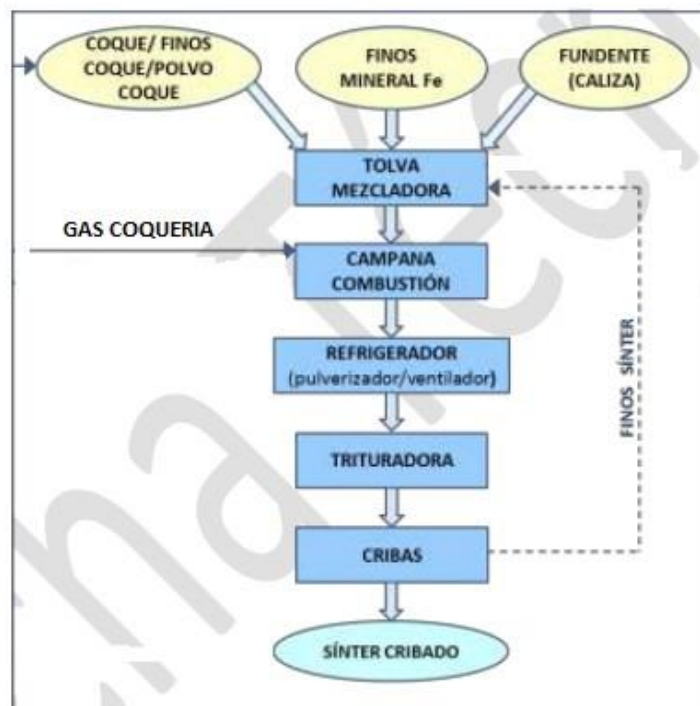 COQUE/ FINOS
COQUE/POLVO
COQUE
FINOS
MINERAL Fe
FUNDENTE
(CALIZA)
TOLVA
MEZCLADORA
GAS COQUERIA
CAMPANA
COMBUSTIÓN
REFRIGERADOR
(pulverizador/ventilador)
FINOS SÍNTER
TRITURADORA
CRIBAS
SÍNTER CRIBADO